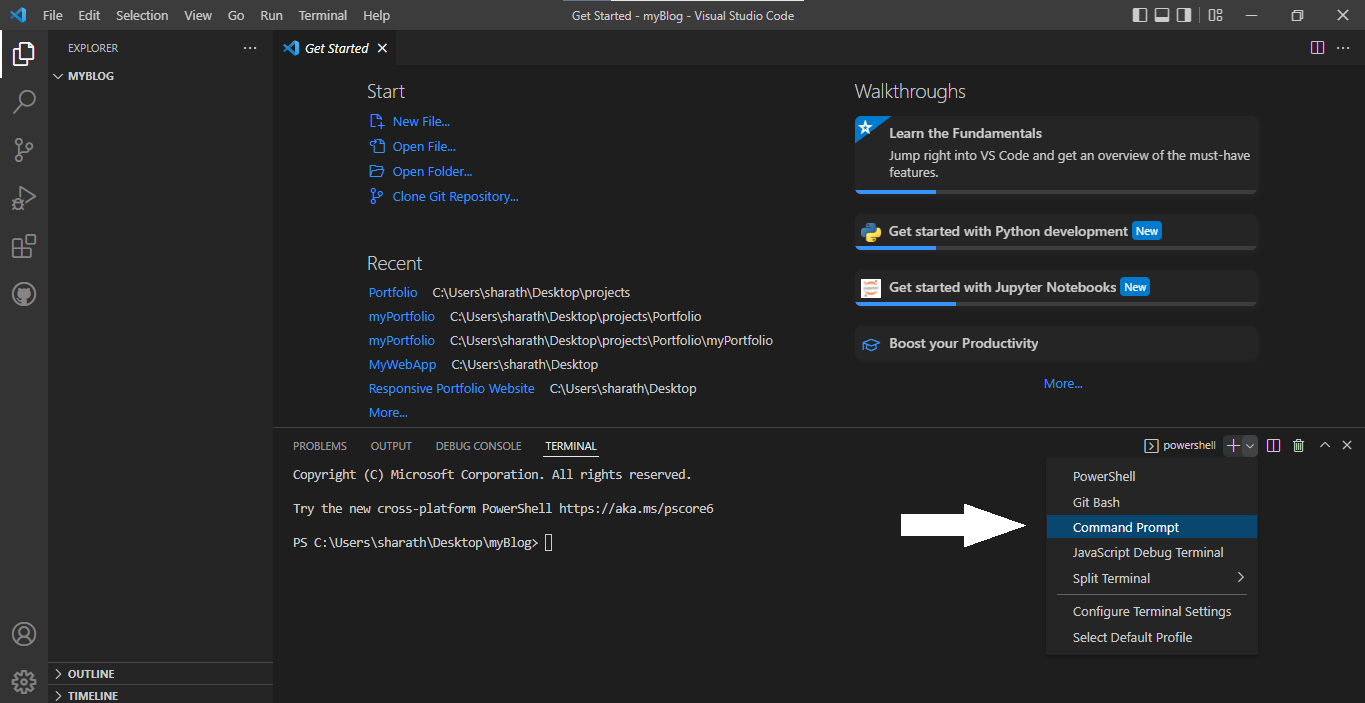 File Edit Selection View Go Run Terminal Help
Get Started - myBlog - Visual Studio Code
EXPLORER
MYBLOG
OUTLINE
TIMELINE
Get Started
Start
New File...
Open File...
Open Folder...
Clone Git Repository...
Recent
Portfolio C:\Users\sharath\Desktop\projects
myPortfolio C:\Users\sharath\Desktop\projects\Portfolio
myPortfolio C:\Users\sharath\Desktop\projects\Portfolio\myPortfolio
MyWebApp C:\Users\sharath\Desktop
Responsive Portfolio Website C:\Users\sharath\Desktop
More...
Walkthroughs
Learn the Fundamentals
Jump right into VS Code and get an overview of the must-have
features.
Get started with Python development New
Get started with Jupyter Notebooks New
Boost your Productivity
More...
PROBLEMS OUTPUT DEBUG CONSOLE TERMINAL
powershell
Copyright (C) Microsoft Corporation. All rights reserved.
Try the new cross-platform PowerShell https://aka.ms/pscore6
PS C:\Users\sharath\Desktop\myBlog>
PowerShell
Git Bash
Command Prompt
JavaScript Debug Terminal
Split Terminal
Configure Terminal Settings
Select Default Profile